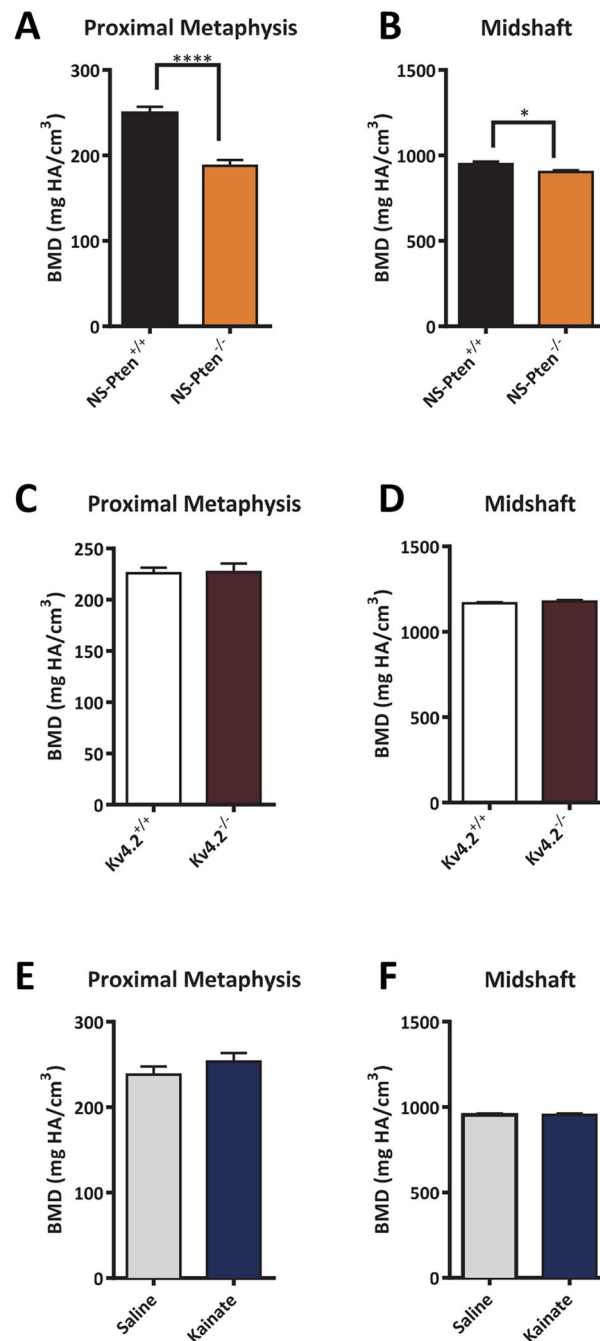 A Proximal Metaphysis
B Midshaft
300
200
100
0
BMD (mg HA/cm³)
****
NS-Pten⁺/⁺
NS-Pten⁻/⁻
1500
1000
500
0
BMD (mg HA/cm³)
*
NS-Pten⁺/⁺
NS-Pten⁻/⁻
C Proximal Metaphysis
D Midshaft
250
200
150
100
50
0
BMD (mg HA/cm³)
Kv4.2⁺/⁺
Kv4.2⁻/⁻
1500
1000
500
0
BMD (mg HA/cm³)
Kv4.2⁺/⁺
Kv4.2⁻/⁻
E Proximal Metaphysis
F Midshaft
300
200
100
0
BMD (mg HA/cm³)
Saline
Kainate
1500
1000
500
0
BMD (mg HA/cm³)
Saline
Kainate